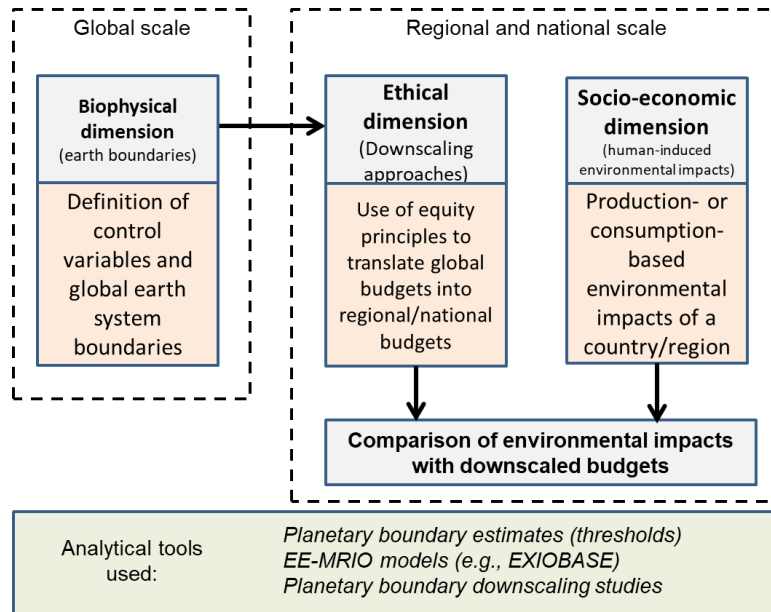 Global scale
Regional and national scale
Biophysical
dimension
(earth boundaries)
Definition of
control
variables and
global earth
system
boundaries
Ethical
dimension
(Downscaling
approaches)
Use of equity
principles to
translate global
budgets into
regional/national
budgets
Socio-economic
dimension
(human-induced
environmental impacts)
Production- or
consumption-
based
environmental
impacts of a
country/region
Comparison of environmental impacts
with downscaled budgets
Analytical tools
used:
Planetary boundary estimates (thresholds)
EE-MRIO models (e.g., EXIOBASE)
Planetary boundary downscaling studies